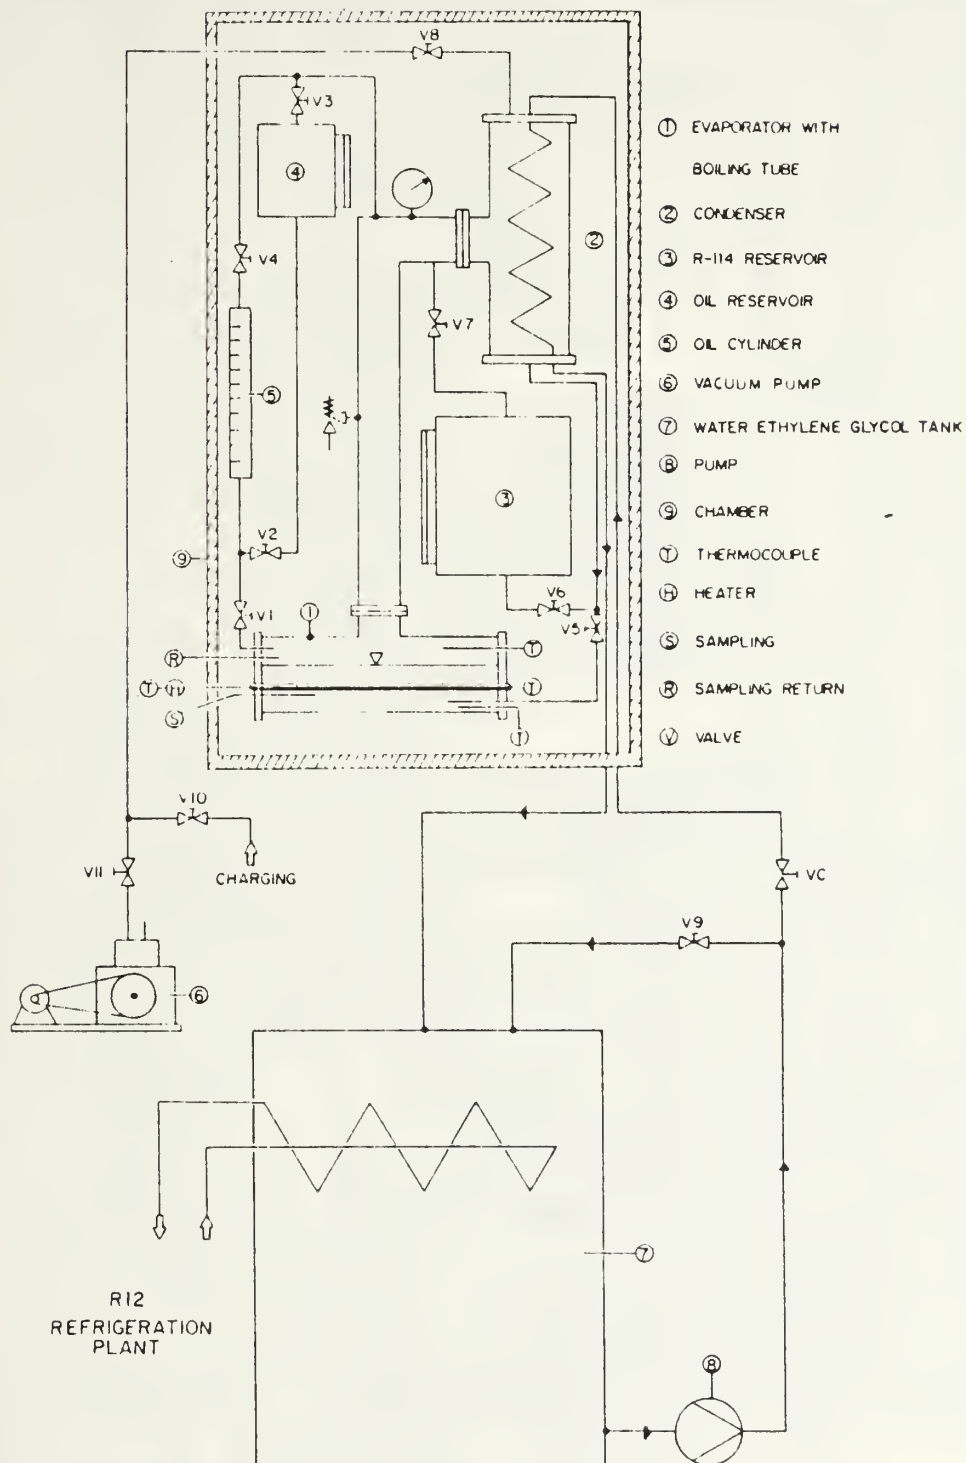 V8
V3
④
V4
②
V7
⑤
③
V2
⑨
V6
V1
①
V5
Ⓡ
Ⓣ
Ⓣ
Ⓗ
Ⓣ
Ⓢ
Ⓣ
① EVAPORATOR WITH
BOILING TUBE
② CONDENSER
③ R-114 RESERVOIR
④ OIL RESERVOIR
⑤ OIL CYLINDER
⑥ VACUUM PUMP
⑦ WATER ETHYLENE GLYCOL TANK
⑧ PUMP
⑨ CHAMBER
Ⓣ THERMOCOUPLE
Ⓗ HEATER
Ⓢ SAMPLING
Ⓡ SAMPLING RETURN
Ⓥ VALVE
V10
V11
CHARGING
VC
V9
⑥
⑦
R12
REFRIGERATION
PLANT
⑧